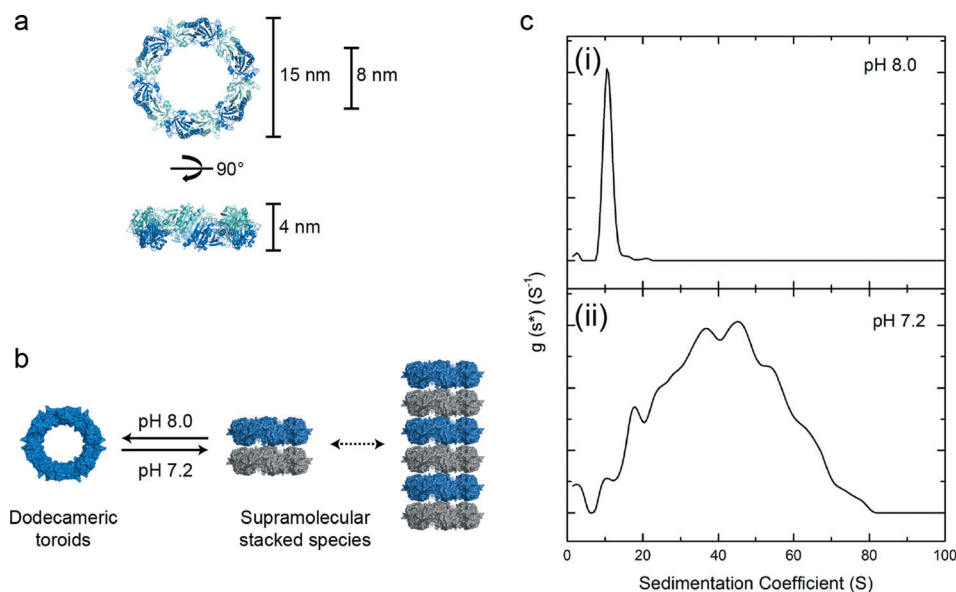 a
15 nm
8 nm
90°
4 nm
b
pH 8.0
pH 7.2
Dodecameric
toroids
Supramolecular
stacked species
c
(i)
pH 8.0
(ii)
pH 7.2
g (s*) (S⁻¹)
0 20 40 60 80 100
Sedimentation Coefficient (S)